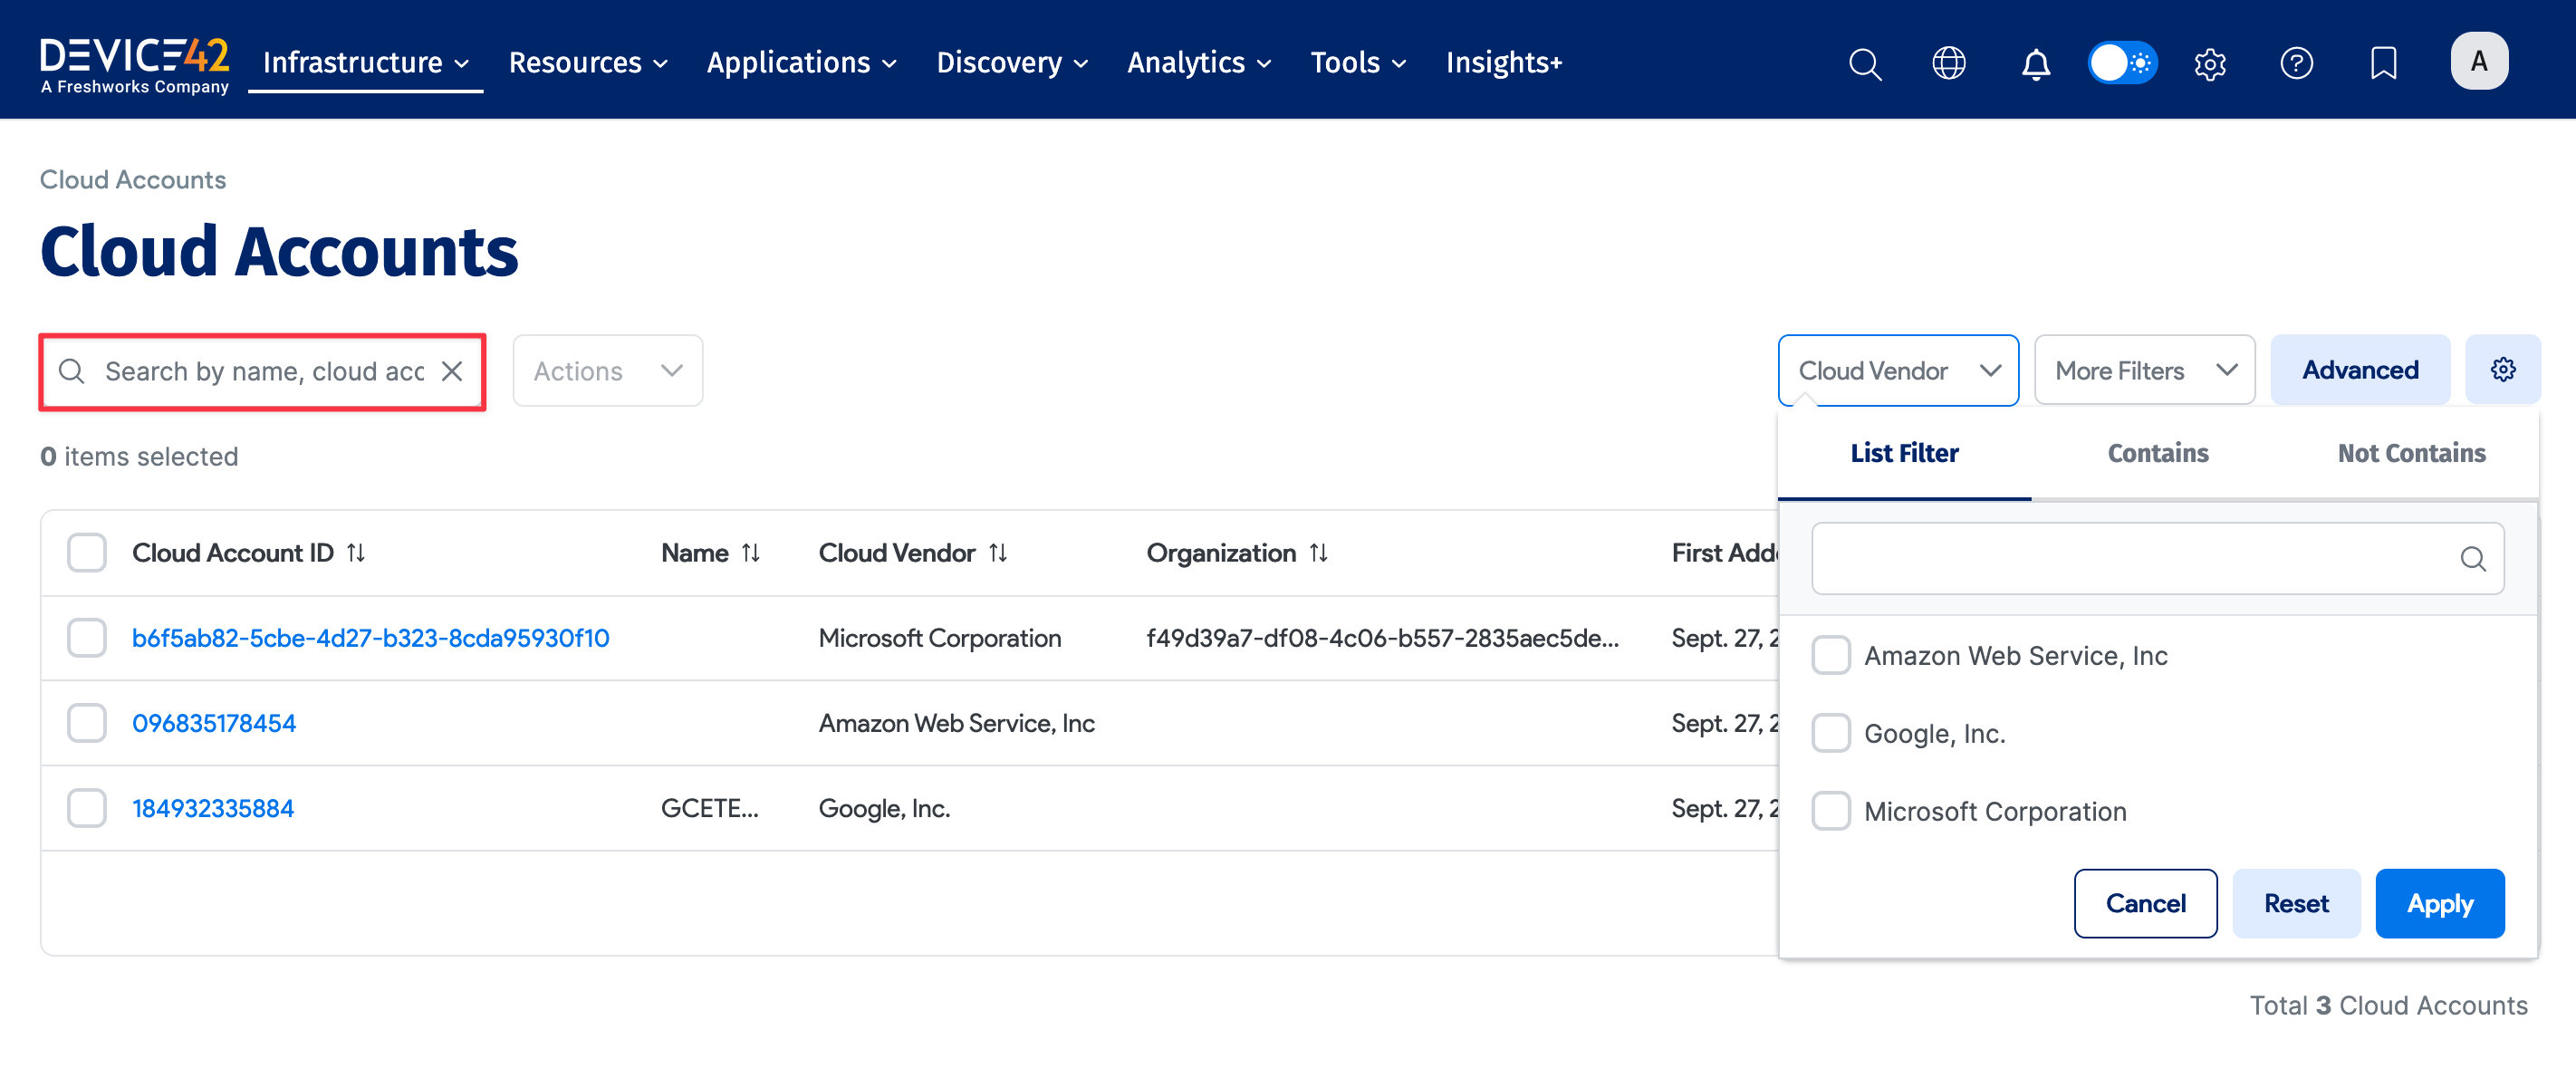 DEVICE42
A Freshworks Company
Infrastructure
Resources
Applications
Discovery
Analytics
Tools
Insights+
A
Cloud Accounts
Cloud Accounts
Search by name, cloud acc
Actions
Cloud Vendor
More Filters
Advanced
0 items selected
List Filter
Contains
Not Contains
Cloud Account ID
Name
Cloud Vendor
Organization
First Adde
b6f5ab82-5cbe-4d27-b323-8cda95930f10
Microsoft Corporation
f49d39a7-df08-4c06-b557-2835aec5de...
Sept. 27, 2
096835178454
Amazon Web Service, Inc
Sept. 27, 2
184932335884
GCETE...
Google, Inc.
Sept. 27, 2
Amazon Web Service, Inc
Google, Inc.
Microsoft Corporation
Cancel
Reset
Apply
Total 3 Cloud Accounts